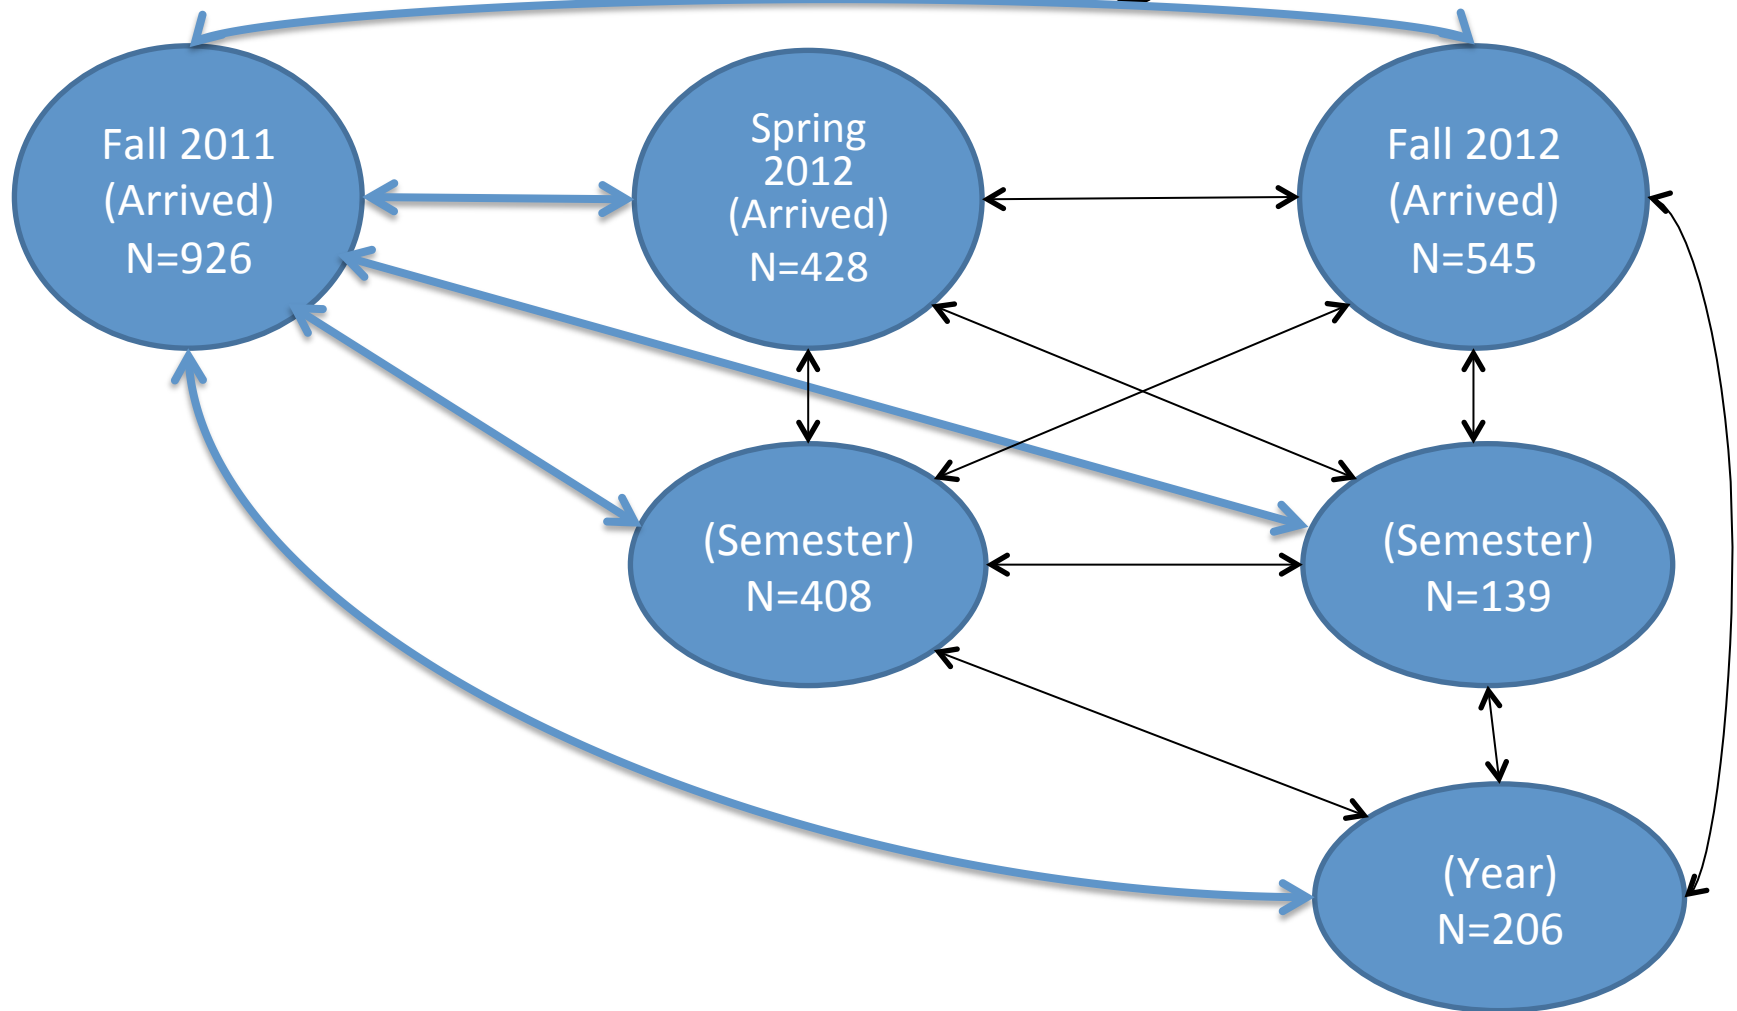 Fall 2011
(Arrived)
N=926
Spring
2012
(Arrived)
N=428
Fall 2012
(Arrived)
N=545
(Semester)
N=408
(Semester)
N=139
(Year)
N=206